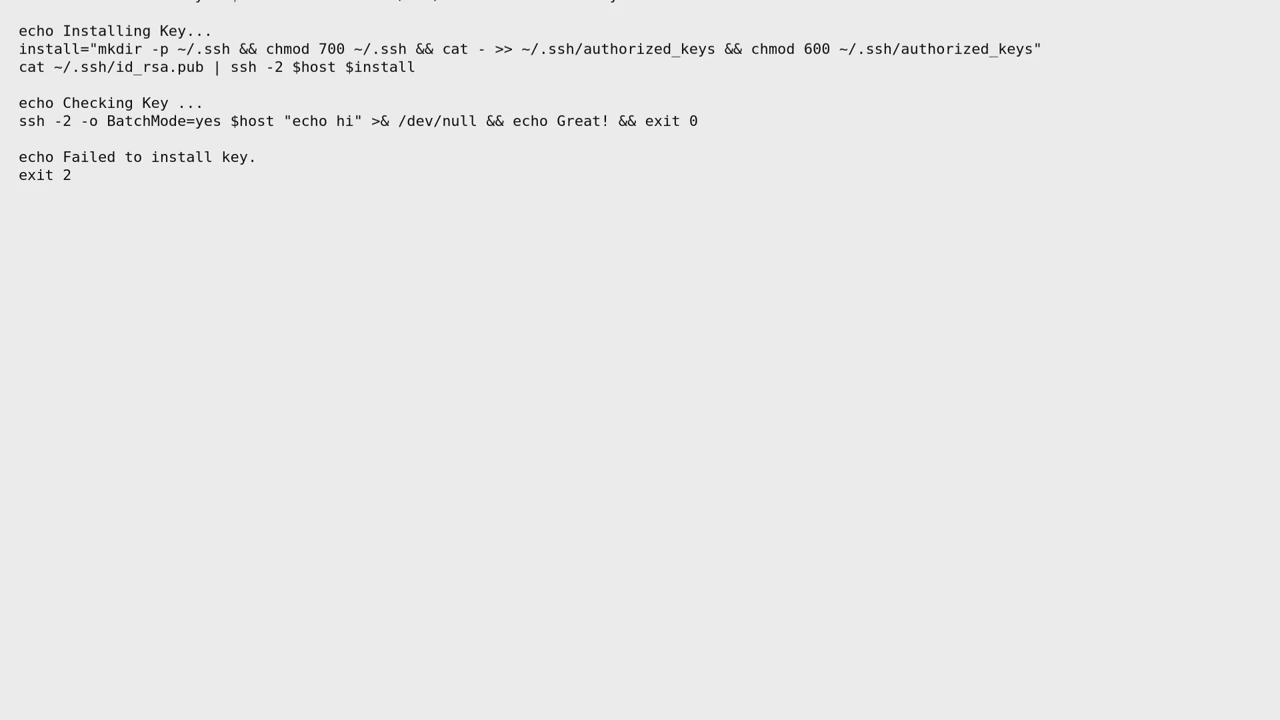 echo Installing Key...
install="mkdir -p ~/.ssh && chmod 700 ~/.ssh && cat - >> ~/.ssh/authorized_keys && chmod 600 ~/.ssh/authorized_keys"
cat ~/.ssh/id_rsa.pub | ssh -2 $host $install
echo Checking Key ...
ssh -2 -o BatchMode=yes $host "echo hi" >& /dev/null && echo Great! && exit 0
echo Failed to install key.
exit 2